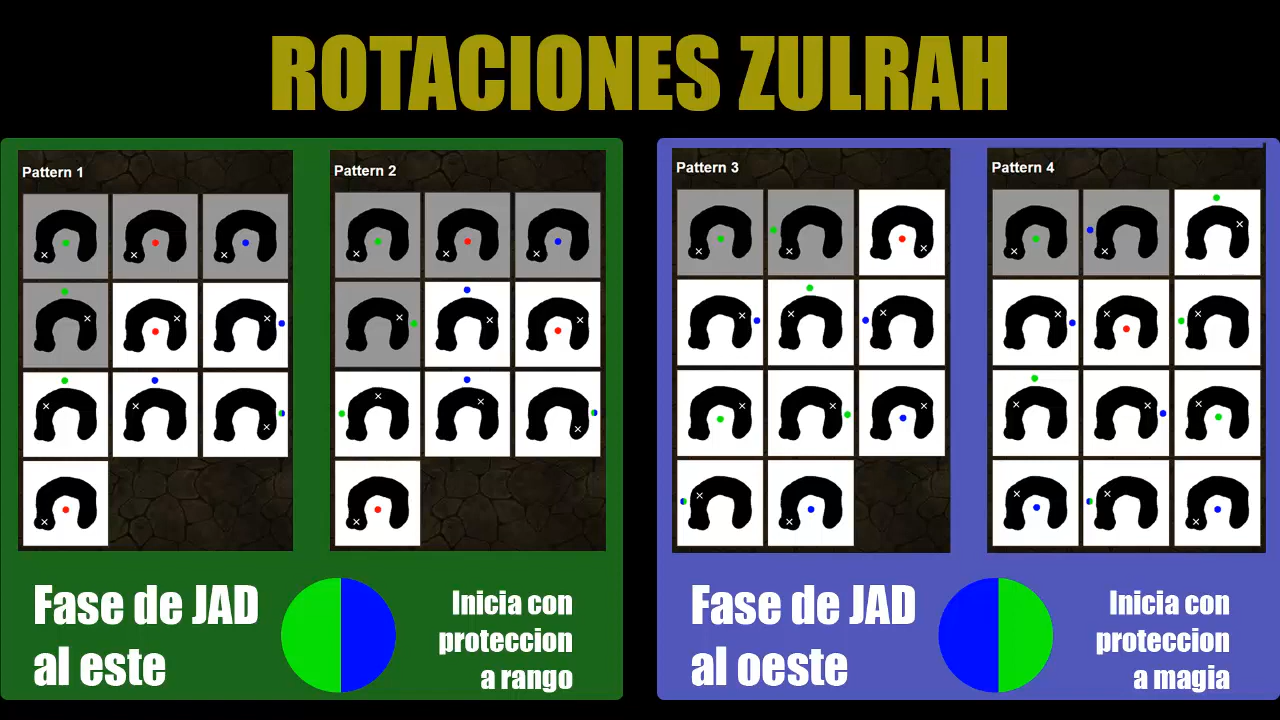 ROTACIONES ZULRAH
Pattern 1
Pattern 2
Pattern 3
Pattern 4
Fase de JAD
al este
Inicia con
proteccion
a rango
Fase de JAD
al oeste
Inicia con
proteccion
a magia